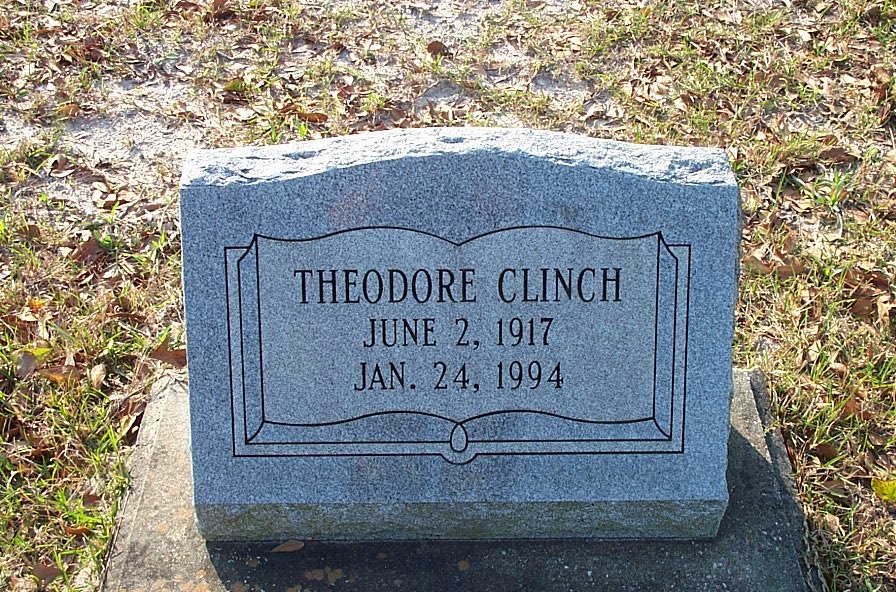 THEODORE CLINCH
JUNE 2, 1917
JAN. 24, 1994